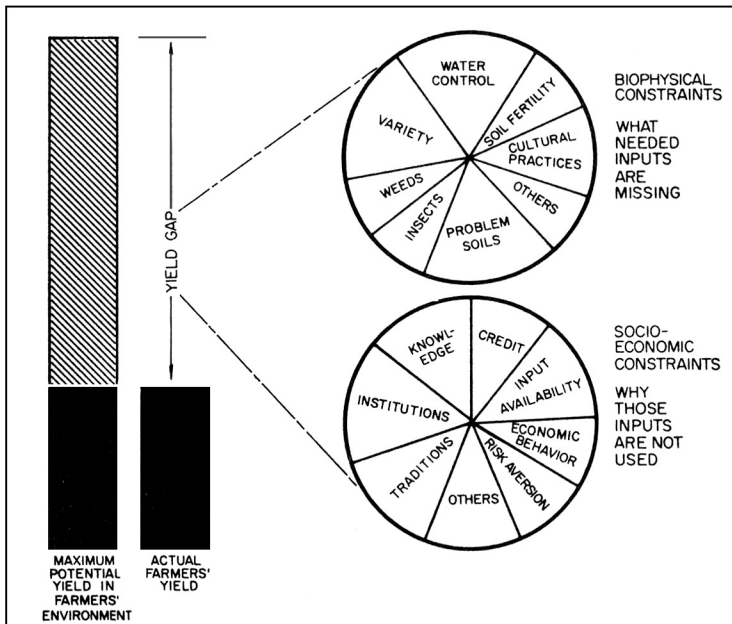 YIELD GAP
MAXIMUM
POTENTIAL
YIELD IN
FARMERS'
ENVIRONMENT
ACTUAL
FARMERS'
YIELD
WATER
CONTROL
SOIL FERTILITY
CULTURAL
PRACTICES
OTHERS
PROBLEM
SOILS
INSECTS
WEEDS
VARIETY
BIOPHYSICAL
CONSTRAINTS
WHAT
NEEDED
INPUTS
ARE
MISSING
KNOWL-
EDGE
CREDIT
INPUT
AVAILABILITY
ECONOMIC
BEHAVIOR
RISK AVERSION
OTHERS
TRADITIONS
INSTITUTIONS
SOCIO-
ECONOMIC
CONSTRAINTS
WHY
THOSE
INPUTS
ARE NOT
USED